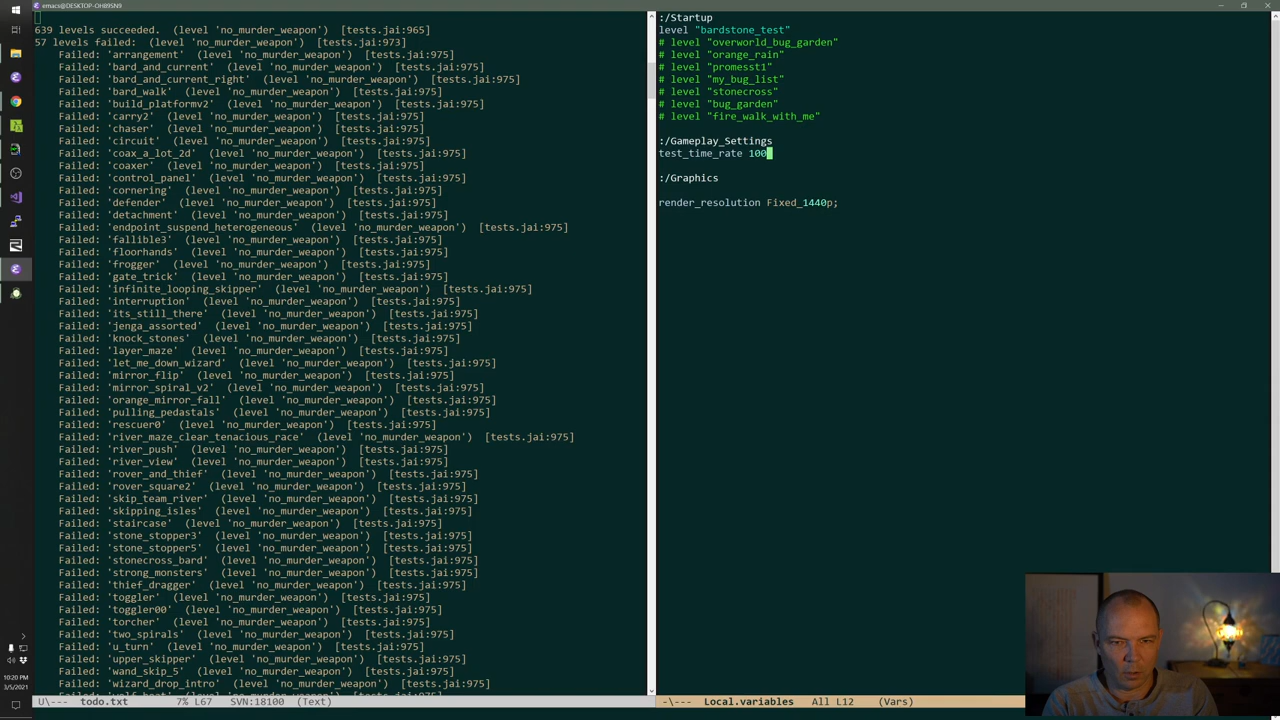 emacs@DESKTOP-OH89SN9
639 levels succeeded.  (level 'no_murder_weapon')  [tests.jai:965]
57 levels failed:  (level 'no_murder_weapon')  [tests.jai:973]
Failed: 'arrangement'  (level 'no_murder_weapon')  [tests.jai:975]
Failed: 'bard_and_current'  (level 'no_murder_weapon')  [tests.jai:975]
Failed: 'bard_and_current_right'  (level 'no_murder_weapon')  [tests.jai:975]
Failed: 'bard_walk'  (level 'no_murder_weapon')  [tests.jai:975]
Failed: 'build_platformv2'  (level 'no_murder_weapon')  [tests.jai:975]
Failed: 'carry2'  (level 'no_murder_weapon')  [tests.jai:975]
Failed: 'chaser'  (level 'no_murder_weapon')  [tests.jai:975]
Failed: 'circuit'  (level 'no_murder_weapon')  [tests.jai:975]
Failed: 'coax_a_lot_2d'  (level 'no_murder_weapon')  [tests.jai:975]
Failed: 'coaxer'  (level 'no_murder_weapon')  [tests.jai:975]
Failed: 'control_panel'  (level 'no_murder_weapon')  [tests.jai:975]
Failed: 'cornering'  (level 'no_murder_weapon')  [tests.jai:975]
Failed: 'defender'  (level 'no_murder_weapon')  [tests.jai:975]
Failed: 'detachment'  (level 'no_murder_weapon')  [tests.jai:975]
Failed: 'endpoint_suspend_heterogeneous'  (level 'no_murder_weapon')  [tests.jai:975]
Failed: 'fallible3'  (level 'no_murder_weapon')  [tests.jai:975]
Failed: 'floorhands'  (level 'no_murder_weapon')  [tests.jai:975]
Failed: 'frogger'  (level 'no_murder_weapon')  [tests.jai:975]
Failed: 'gate_trick'  (level 'no_murder_weapon')  [tests.jai:975]
Failed: 'infinite_looping_skipper'  (level 'no_murder_weapon')  [tests.jai:975]
Failed: 'interruption'  (level 'no_murder_weapon')  [tests.jai:975]
Failed: 'its_still_there'  (level 'no_murder_weapon')  [tests.jai:975]
Failed: 'jenga_assorted'  (level 'no_murder_weapon')  [tests.jai:975]
Failed: 'knock_stones'  (level 'no_murder_weapon')  [tests.jai:975]
Failed: 'layer_maze'  (level 'no_murder_weapon')  [tests.jai:975]
Failed: 'let_me_down_wizard'  (level 'no_murder_weapon')  [tests.jai:975]
Failed: 'mirror_flip'  (level 'no_murder_weapon')  [tests.jai:975]
Failed: 'mirror_spiral_v2'  (level 'no_murder_weapon')  [tests.jai:975]
Failed: 'orange_mirror_fall'  (level 'no_murder_weapon')  [tests.jai:975]
Failed: 'pulling_pedastals'  (level 'no_murder_weapon')  [tests.jai:975]
Failed: 'rescuer0'  (level 'no_murder_weapon')  [tests.jai:975]
Failed: 'river_maze_clear_tenacious_race'  (level 'no_murder_weapon')  [tests.jai:975]
Failed: 'river_push'  (level 'no_murder_weapon')  [tests.jai:975]
Failed: 'river_view'  (level 'no_murder_weapon')  [tests.jai:975]
Failed: 'rover_and_thief'  (level 'no_murder_weapon')  [tests.jai:975]
Failed: 'rover_square2'  (level 'no_murder_weapon')  [tests.jai:975]
Failed: 'skip_team_river'  (level 'no_murder_weapon')  [tests.jai:975]
Failed: 'skipping_isles'  (level 'no_murder_weapon')  [tests.jai:975]
Failed: 'staircase'  (level 'no_murder_weapon')  [tests.jai:975]
Failed: 'stone_stopper3'  (level 'no_murder_weapon')  [tests.jai:975]
Failed: 'stone_stopper5'  (level 'no_murder_weapon')  [tests.jai:975]
Failed: 'stonecross_bard'  (level 'no_murder_weapon')  [tests.jai:975]
Failed: 'strong_monsters'  (level 'no_murder_weapon')  [tests.jai:975]
Failed: 'thief_dragger'  (level 'no_murder_weapon')  [tests.jai:975]
Failed: 'toggler'  (level 'no_murder_weapon')  [tests.jai:975]
Failed: 'toggler00'  (level 'no_murder_weapon')  [tests.jai:975]
Failed: 'torcher'  (level 'no_murder_weapon')  [tests.jai:975]
Failed: 'two_spirals'  (level 'no_murder_weapon')  [tests.jai:975]
Failed: 'u_turn'  (level 'no_murder_weapon')  [tests.jai:975]
Failed: 'upper_skipper'  (level 'no_murder_weapon')  [tests.jai:975]
Failed: 'wand_skip_5'  (level 'no_murder_weapon')  [tests.jai:975]
Failed: 'wizard_drop_intro'  (level 'no_murder_weapon')  [tests.jai:975]
U\--- todo.txt 7% L67 SVN:18100 (Text)
:/Startup
level "bardstone_test"
# level "overworld_bug_garden"
# level "orange_rain"
# level "promesst1"
# level "my_bug_list"
# level "stonecross"
# level "bug_garden"
# level "fire_walk_with_me"
:/Gameplay_Settings
test_time_rate 100
:/Graphics
render_resolution Fixed_1440p;
-\--- Local.variables All L12 (Vars)
10:20 PM
3/5/2021